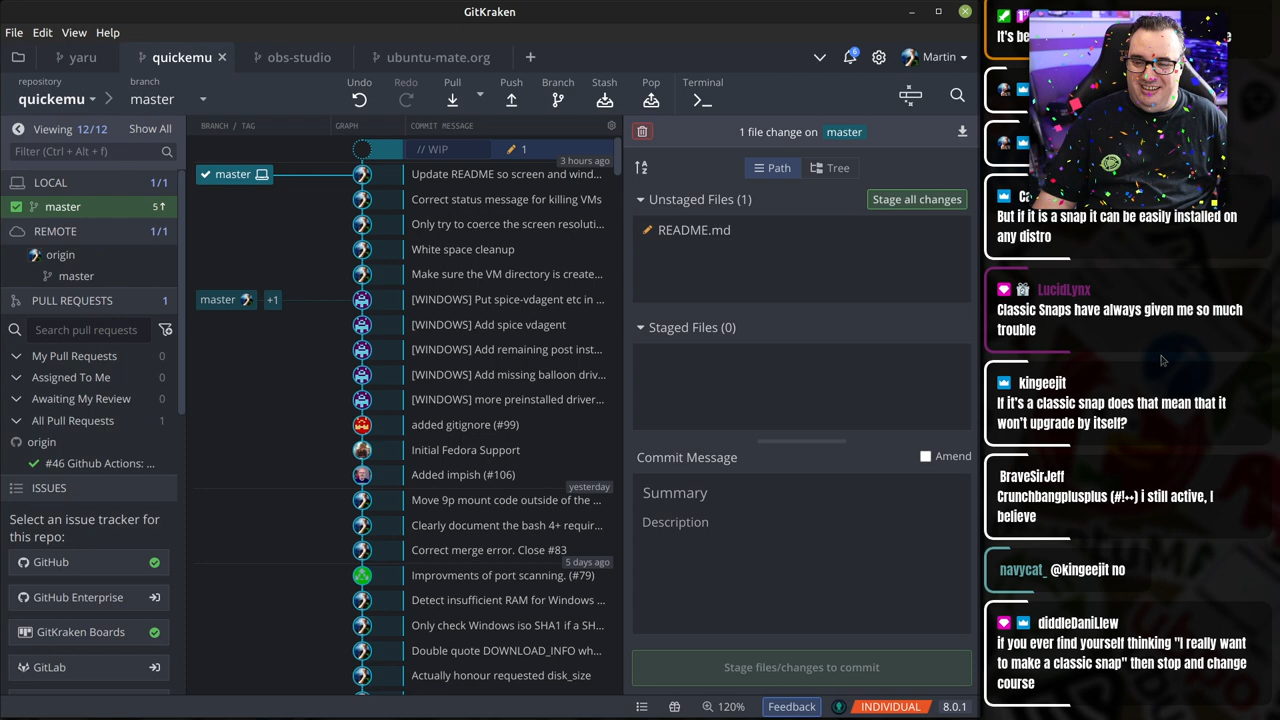 GitKraken
File Edit View Help
yaru
quickemu
obs-studio
ubuntu-mate.org
6
Martin
repository
quickemu
branch
master
Undo
Redo
Pull
Push
Branch
Stash
Pop
Terminal
Viewing 12/12 Show All
Filter (Ctrl + Alt + f)
LOCAL 1/1
master 5↑
REMOTE 1/1
origin
master
PULL REQUESTS 1
Search pull requests
My Pull Requests 0
Assigned To Me 0
Awaiting My Review 0
All Pull Requests 1
origin
#46 Github Actions: ...
ISSUES
Select an issue tracker for
this repo:
GitHub
GitHub Enterprise
GitKraken Boards
GitLab
BRANCH / TAG GRAPH COMMIT MESSAGE
// WIP 1
3 hours ago
master Update README so screen and wind...
Correct status message for killing VMs
Only try to coerce the screen resoluti...
White space cleanup
Make sure the VM directory is create...
master +1 [WINDOWS] Put spice-vdagent etc in ...
[WINDOWS] Add spice vdagent
[WINDOWS] Add remaining post inst...
[WINDOWS] Add missing balloon driv...
[WINDOWS] more preinstalled driver...
added gitignore (#99)
Initial Fedora Support
Added impish (#106)
yesterday
Move 9p mount code outside of the ...
Clearly document the bash 4+ requir...
Correct merge error. Close #83
5 days ago
Improvments of port scanning. (#79)
Detect insufficient RAM for Windows ...
Only check Windows iso SHA1 if a SH...
Double quote DOWNLOAD_INFO wh...
Actually honour requested disk_size
1 file change on master
Path Tree
Unstaged Files (1)
Stage all changes
README.md
Staged Files (0)
Commit Message
Amend
Summary
Description
Stage files/changes to commit
120%
Feedback
INDIVIDUAL
8.0.1
It's be
Ca
But if it is a snap it can be easily installed on
any distro
LucidLynx
Classic Snaps have always given me so much
trouble
kingeejit
If it's a classic snap does that mean that it
won't upgrade by itself?
BraveSirJeff
Crunchbangplusplus (#!++) i still active, I
believe
navycat_ @kingeejit no
diddleDaniLlew
if you ever find yourself thinking "I really want
to make a classic snap" then stop and change
course